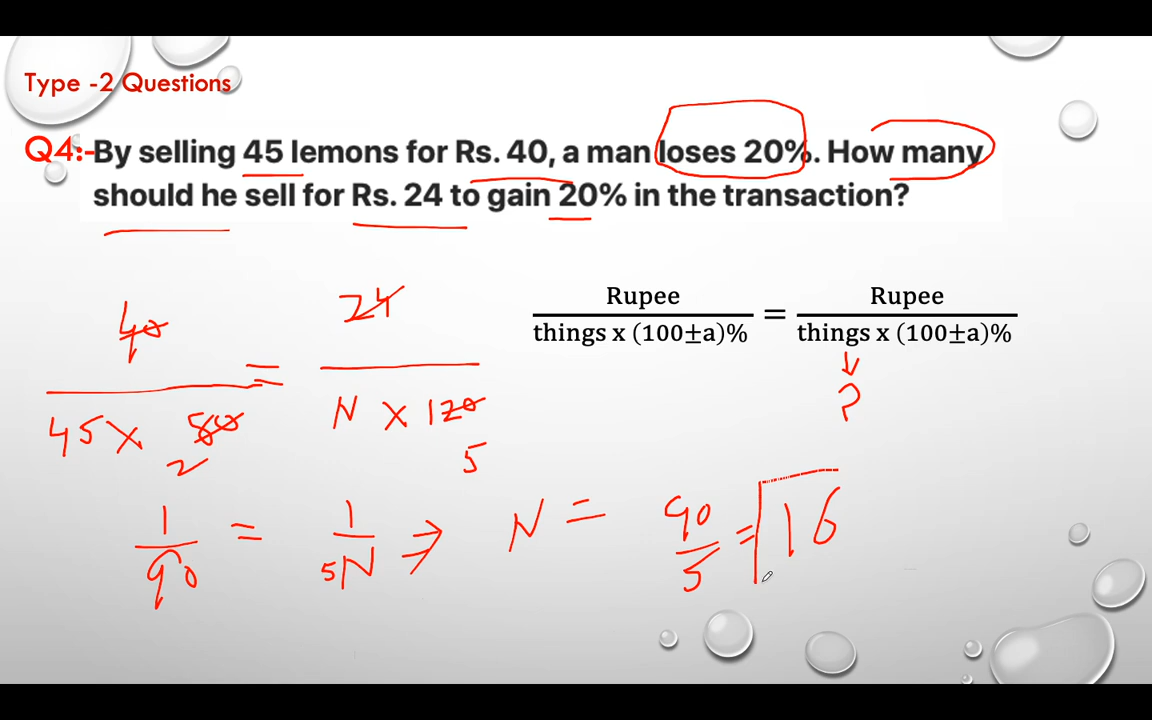 Type -2 Questions
Q4:- By selling 45 lemons for Rs. 40, a man loses 20%. How many
should he sell for Rs. 24 to gain 20% in the transaction?
Rupee Rupee
things x (100±a)% = things x (100±a)%
?
40 24
=
45 x 80 N x 120
2 5
1 1 90
= ⇒ N = = 16
90 5N 5